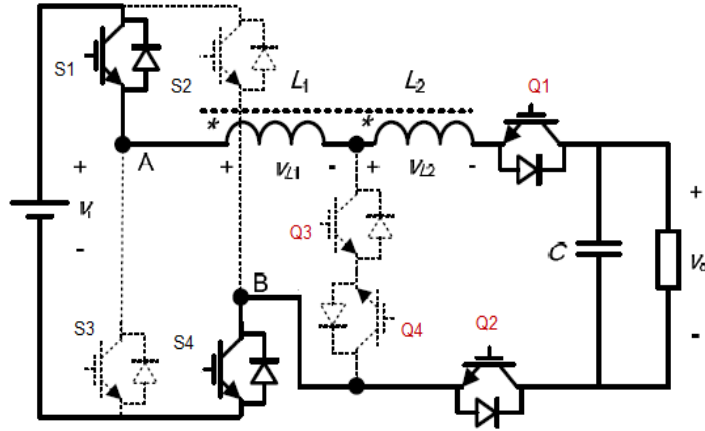 S1
S2
L1
L2
Q1
*
*
A
+
vL1
-
+
vL2
-
+
Vi
-
Q3
+
C
Vo
-
B
S3
S4
Q4
Q2